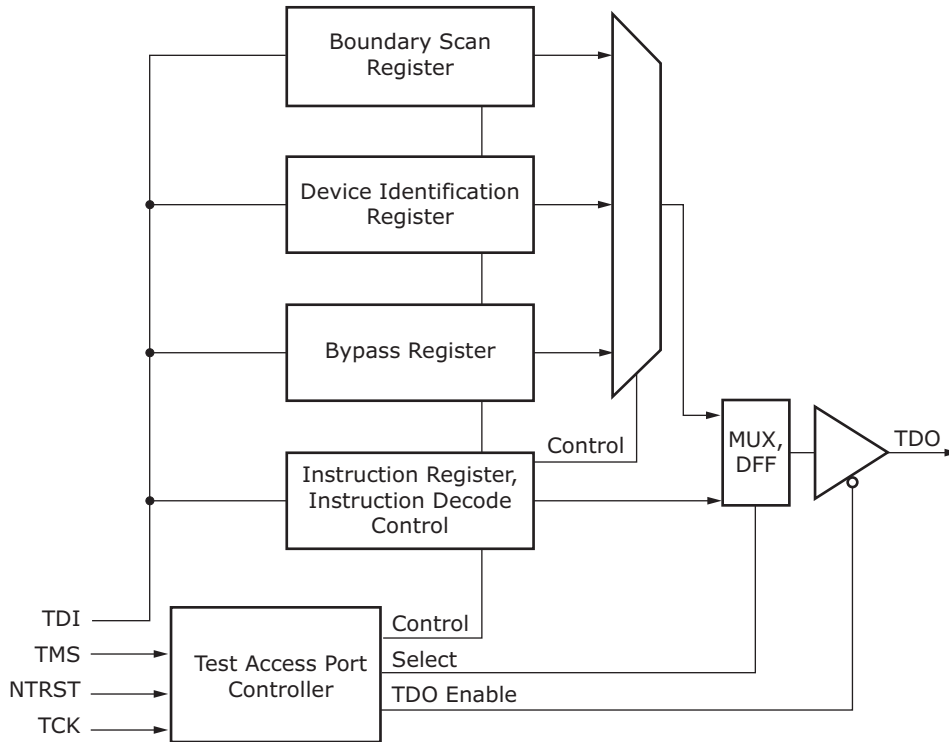 Boundary Scan
Register
Device Identification
Register
Bypass Register
Control
Instruction Register,
Instruction Decode
Control
MUX,
DFF
TDO
TDI
TMS
NTRST
TCK
Test Access Port
Controller
Control
Select
TDO Enable